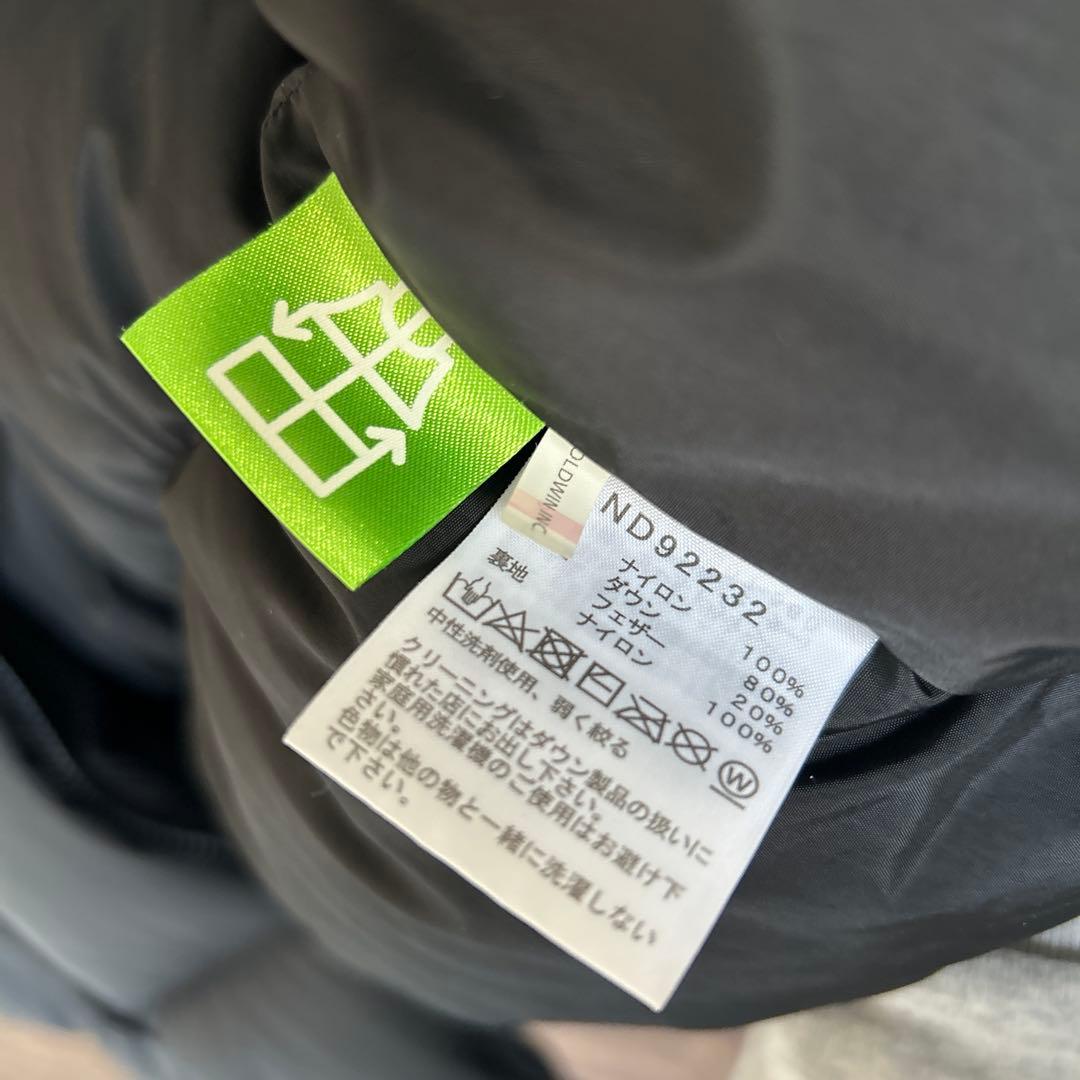 OLDWIN INC
ND92232
ナイロン 100%
ダウン 80%
フェザー 20%
裏地 ナイロン 100%
中性洗剤使用、弱く絞る
クリーニングはダウン製品の扱いに
慣れた店にお出し下さい。
家庭用洗濯機のご使用はお避け下
さい。
色物は他の物と一緒に洗濯しない
で下さい。
W